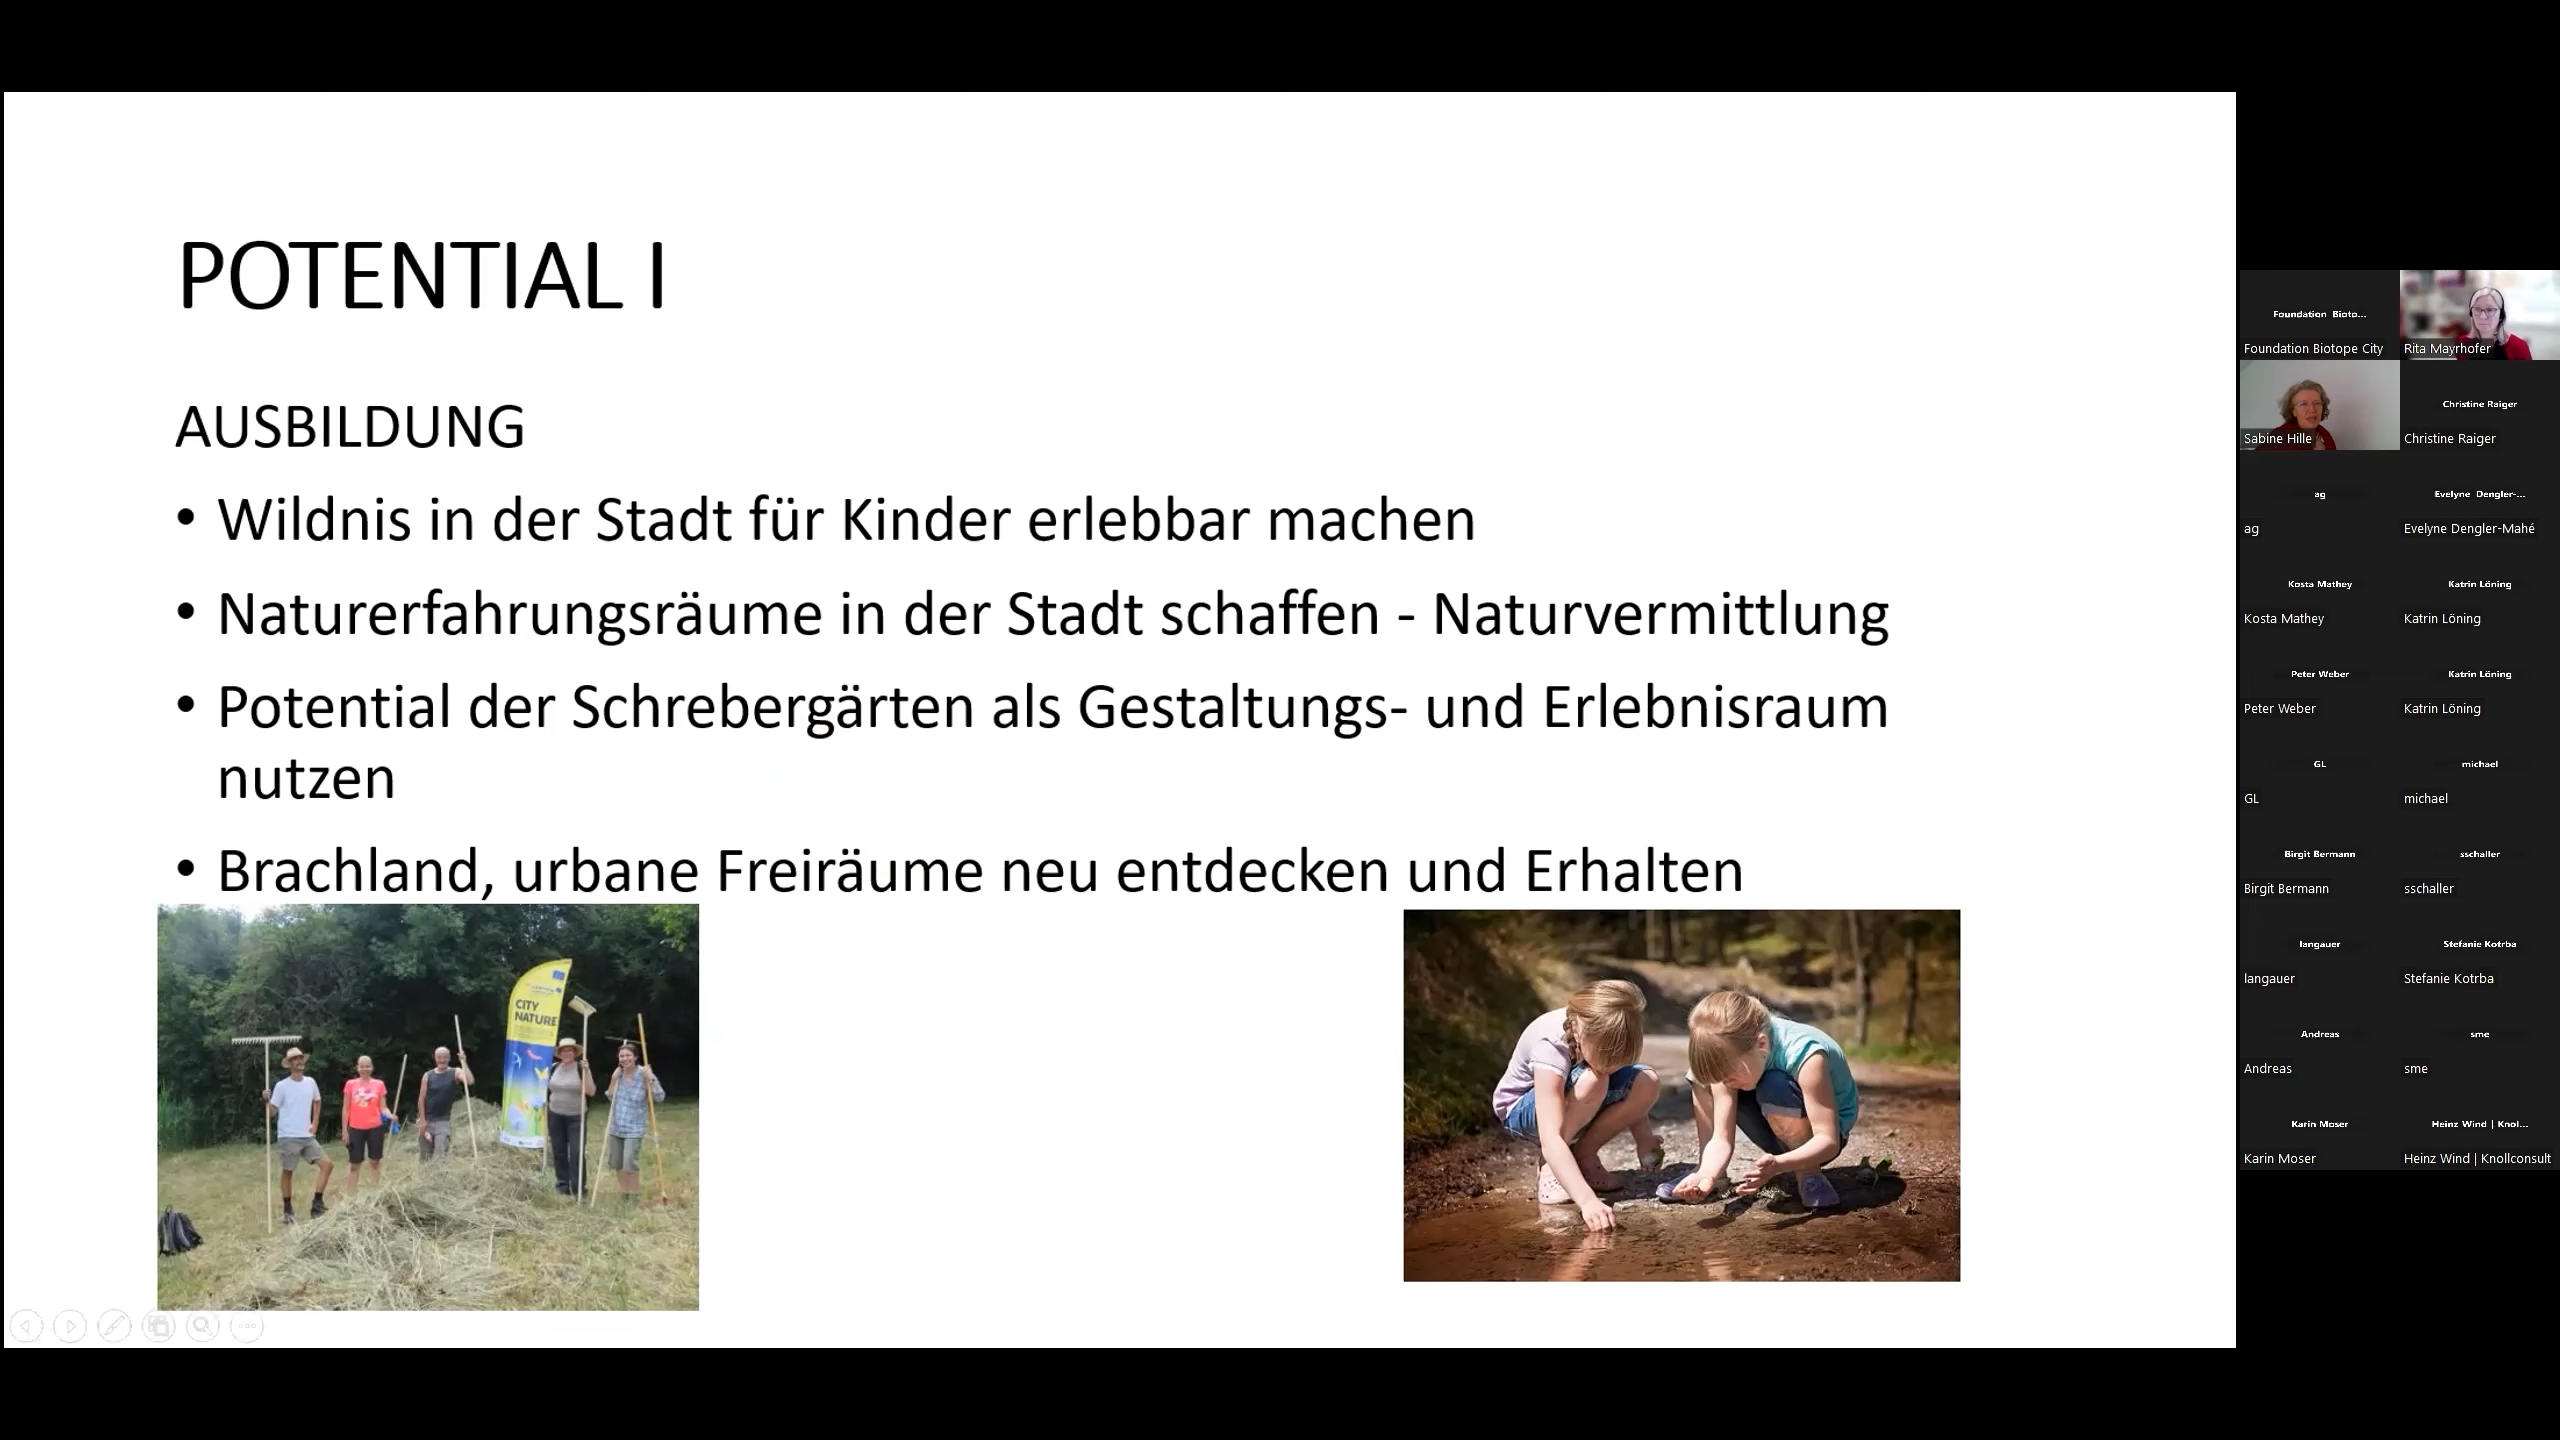 POTENTIAL I
AUSBILDUNG
• Wildnis in der Stadt für Kinder erlebbar machen
• Naturerfahrungsräume in der Stadt schaffen - Naturvermittlung
• Potential der Schrebergärten als Gestaltungs- und Erlebnisraum
nutzen
• Brachland, urbane Freiräume neu entdecken und Erhalten
CITY
NATURE
Foundation Bioto...
Foundation Biotope City
Rita Mayrhofer
Sabine Hille
Christine Raiger
Christine Raiger
ag
ag
Evelyne Dengler-...
Evelyne Dengler-Mahé
Kosta Mathey
Kosta Mathey
Katrin Löning
Katrin Löning
Peter Weber
Peter Weber
Katrin Löning
Katrin Löning
GL
GL
michael
michael
Birgit Bermann
Birgit Bermann
sschaller
sschaller
langauer
langauer
Stefanie Kotrba
Stefanie Kotrba
Andreas
Andreas
sme
sme
Karin Moser
Karin Moser
Heinz Wind | Knol...
Heinz Wind | Knollconsult